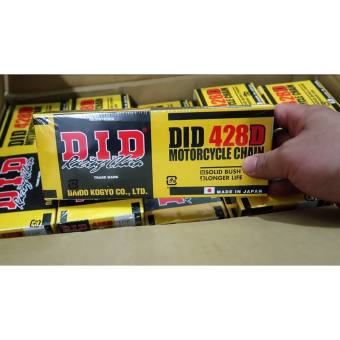 D.I.D
Racing Chain
TRADE MARK
DAIDO KOGYO CO., LTD.
DID 428D
MOTORCYCLE CHAIN
SOLID BUSH
LONGER LIFE
MADE IN JAPAN